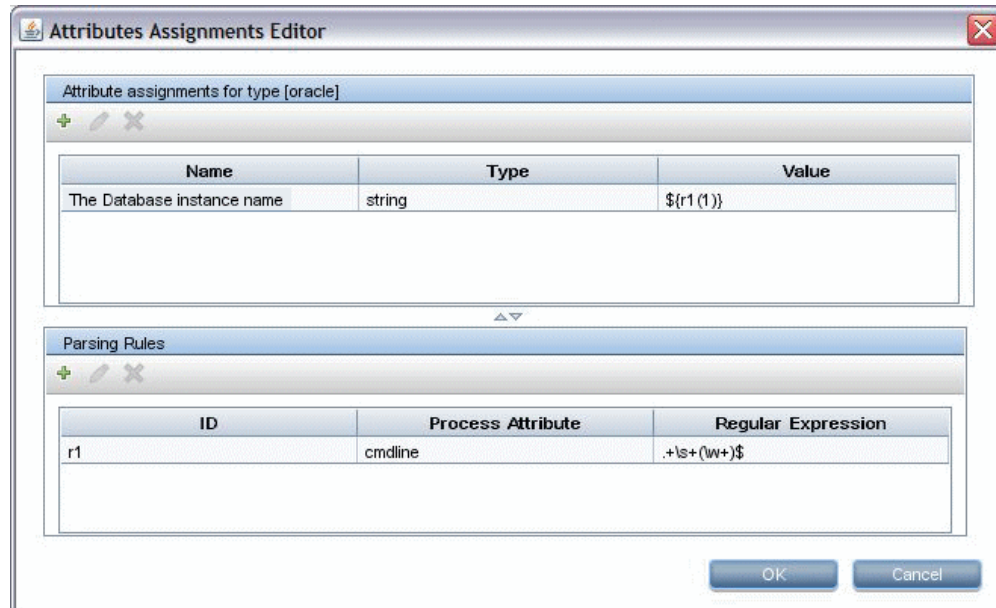 Attributes Assignments Editor
Attribute assignments for type [oracle]
Name Type Value
The Database instance name string ${r1(1)}
Parsing Rules
ID Process Attribute Regular Expression
r1 cmdline .+\s+(\w+)$
OK Cancel